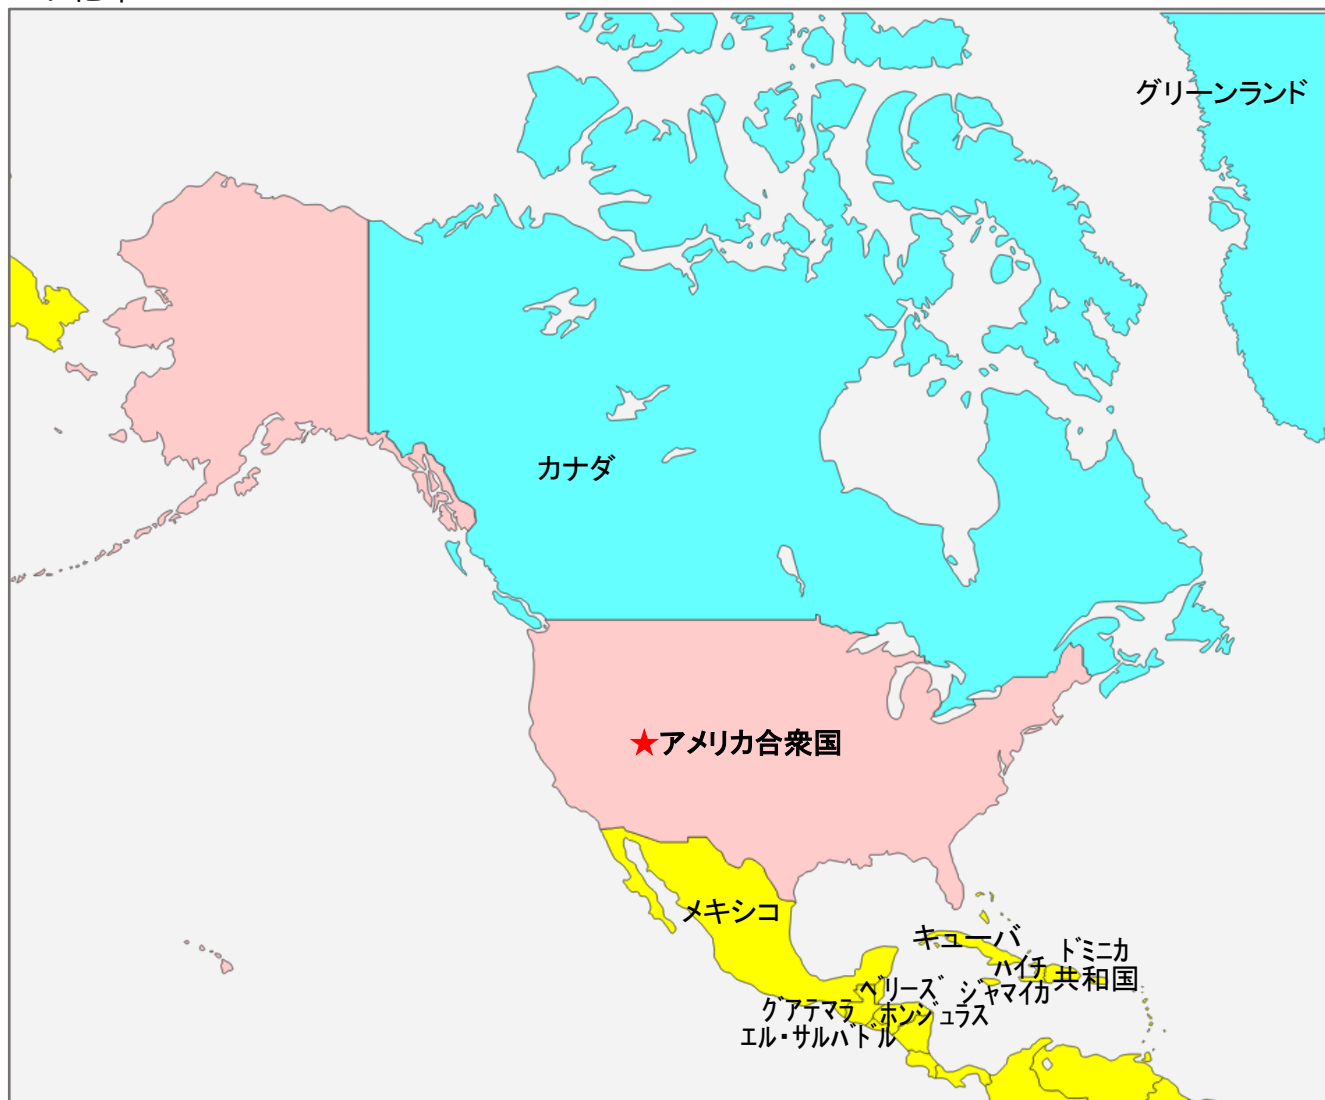 グリーンランド
カナダ
★アメリカ合衆国
メキシコ
キューバ
ドミニカ
共和国
ハイチ
ベリーズ
ジャマイカ
グアテマラ
ホンジュラス
エル・サルバドル